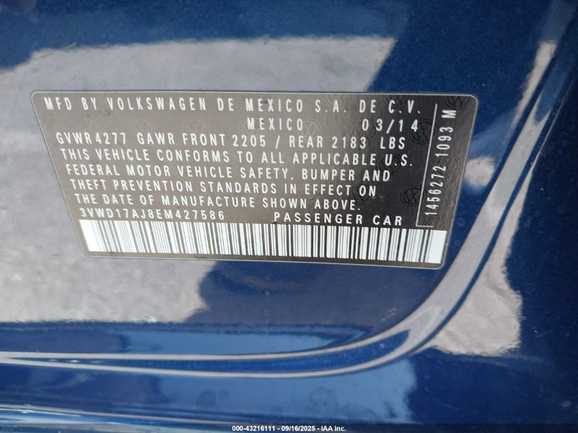 MFD BY VOLKSWAGEN DE MEXICO S.A. DE C.V.
MEXICO 03/14
GVWR 4277 GAWR FRONT 2205 / REAR 2183 LBS
THIS VEHICLE CONFORMS TO ALL APPLICABLE U.S.
FEDERAL MOTOR VEHICLE SAFETY, BUMPER AND
THEFT PREVENTION STANDARDS IN EFFECT ON
THE DATE OF MANUFACTURE SHOWN ABOVE.
3VWD17AJ8EM427586 PASSENGER CAR
1456272 1093 M
000-43216111 - 09/16/2025 - IAA Inc.